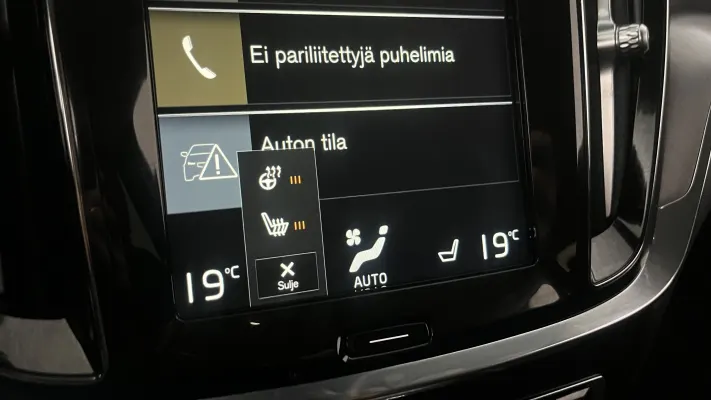 Ei pariliitettyjä puhelimia
Auton tila
19°C
Sulje
AUTO
19°C